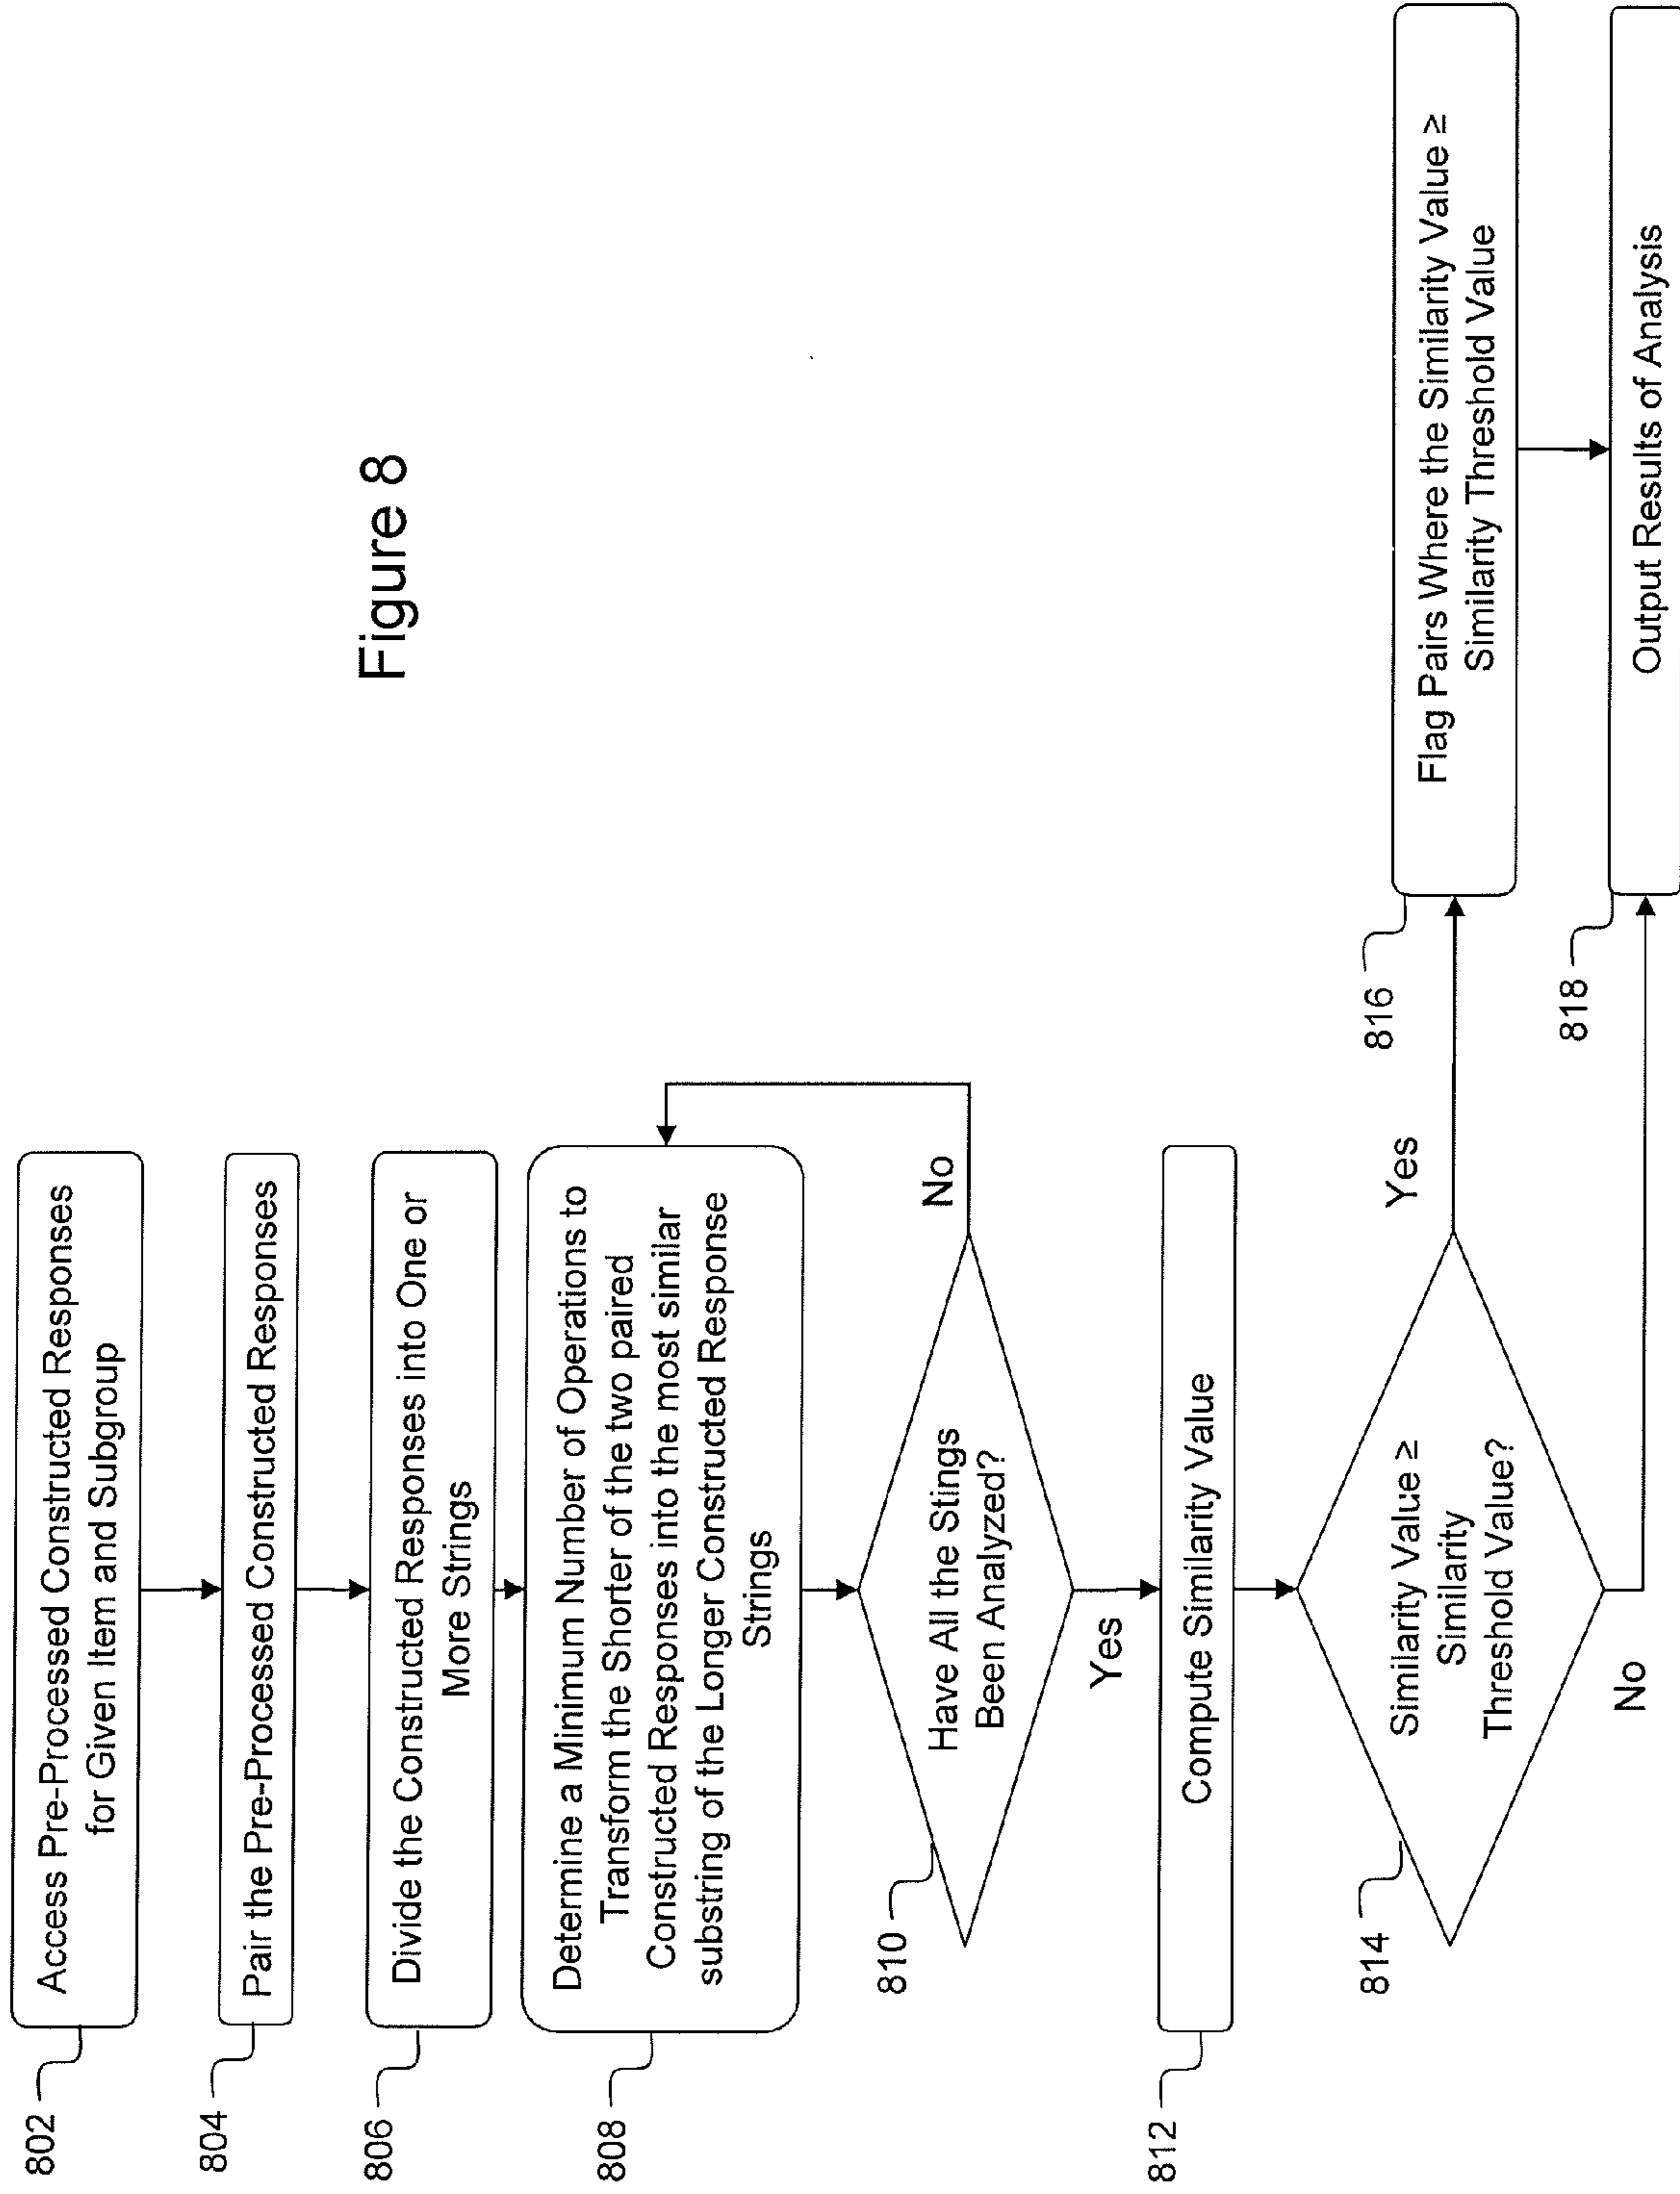 802
Access Pre-Processed Constructed Responses
for Given Item and Subgroup
804
Pair the Pre-Processed Constructed Responses
806
Divide the Constructed Responses into One or
More Strings
808
Determine a Minimum Number of Operations to
Transform the Shorter of the two paired
Constructed Responses into the most similar
substring of the Longer Constructed Response
Strings
810
Have All the Stings
Been Analyzed?
No
Yes
812
Compute Similarity Value
814
Similarity Value ≥
Similarity
Threshold Value?
Yes
No
816
Flag Pairs Where the Similarity Value ≥
Similarity Threshold Value
818
Output Results of Analysis
Figure 8